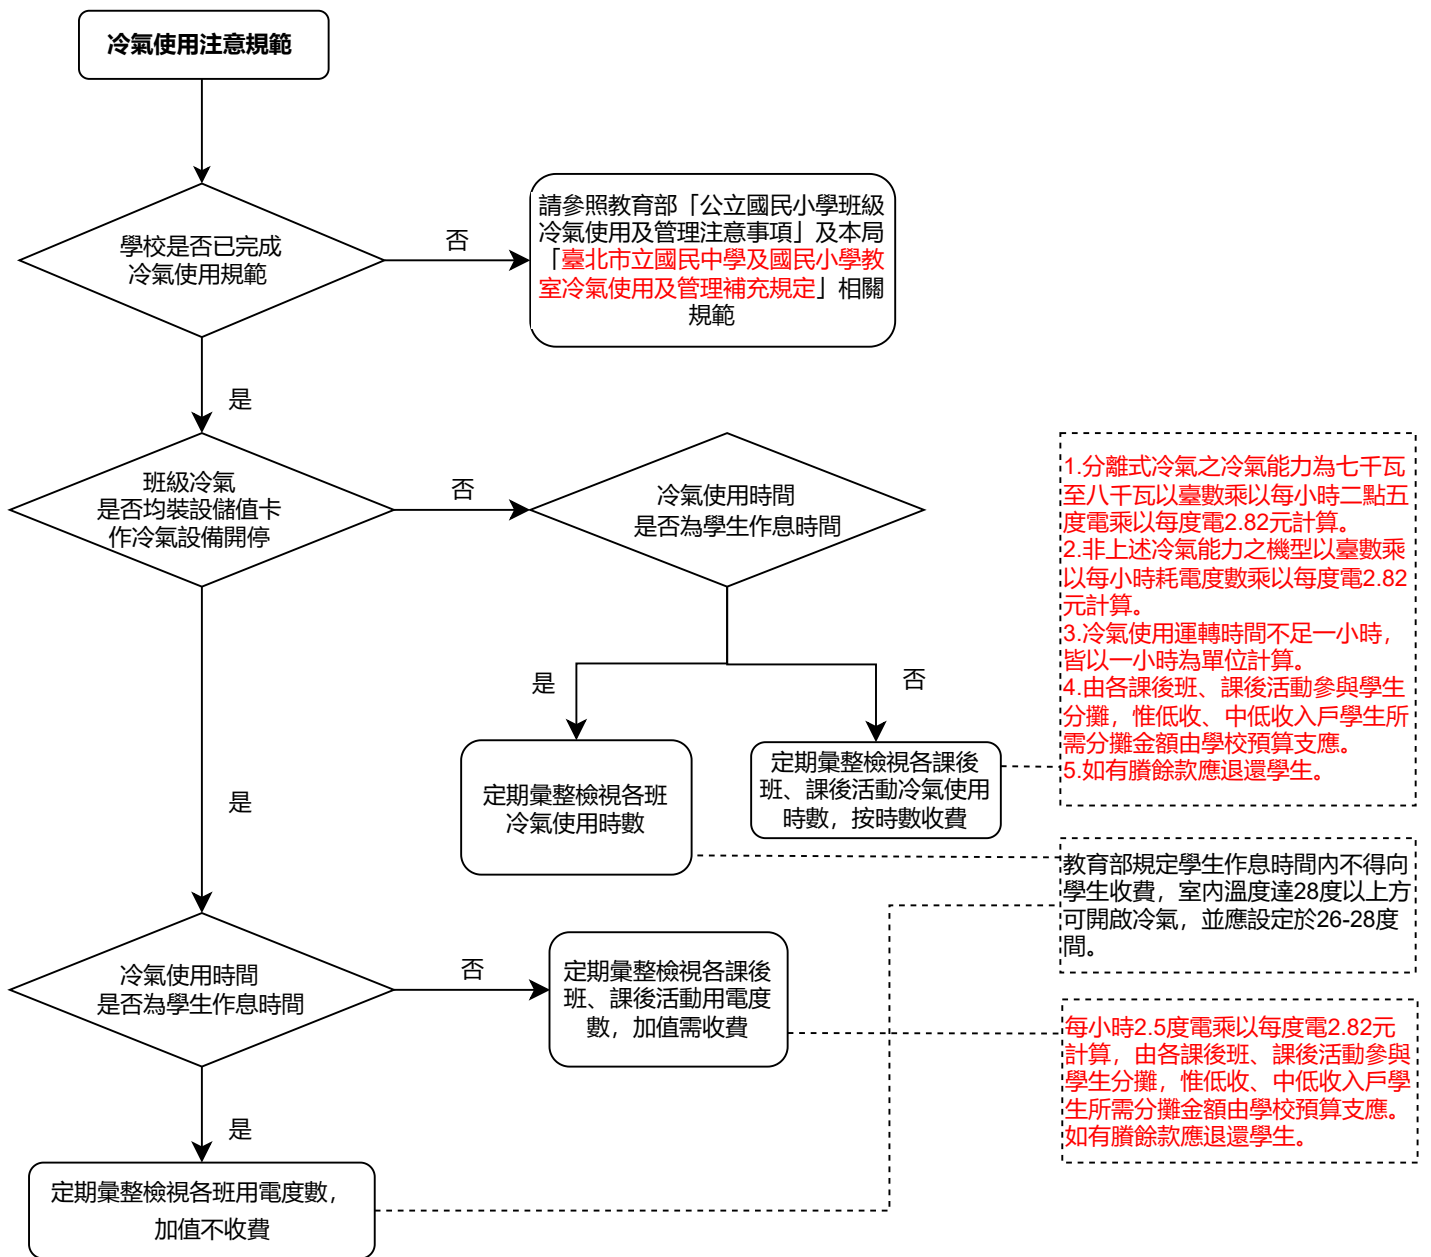 冷氣使用注意規範
學校是否已完成
冷氣使用規範
否
請參照教育部「公立國民小學班級
冷氣使用及管理注意事項」及本局
「臺北市立國民中學及國民小學教
室冷氣使用及管理補充規定」相關
規範
是
班級冷氣
是否均裝設儲值卡
作冷氣設備開停
否
冷氣使用時間
是否為學生作息時間
1.分離式冷氣之冷氣能力為七千瓦
至八千瓦以臺數乘以每小時二點五
度電乘以每度電2.82元計算。
2.非上述冷氣能力之機型以臺數乘
以每小時耗電度數乘以每度電2.82
元計算。
3.冷氣使用運轉時間不足一小時，
皆以一小時為單位計算。
4.由各課後班、課後活動參與學生
分攤，惟低收、中低收入戶學生所
需分攤金額由學校預算支應。
5.如有賸餘款應退還學生。
是
否
定期彙整檢視各班
冷氣使用時數
定期彙整檢視各課後
班、課後活動冷氣使用
時數，按時數收費
是
教育部規定學生作息時間內不得向
學生收費，室內溫度達28度以上方
可開啟冷氣，並應設定於26-28度
間。
冷氣使用時間
是否為學生作息時間
否
定期彙整檢視各課後
班、課後活動用電度
數，加值需收費
每小時2.5度電乘以每度電2.82元
計算，由各課後班、課後活動參與
學生分攤，惟低收、中低收入戶學
生所需分攤金額由學校預算支應。
如有賸餘款應退還學生。
是
定期彙整檢視各班用電度數，
加值不收費